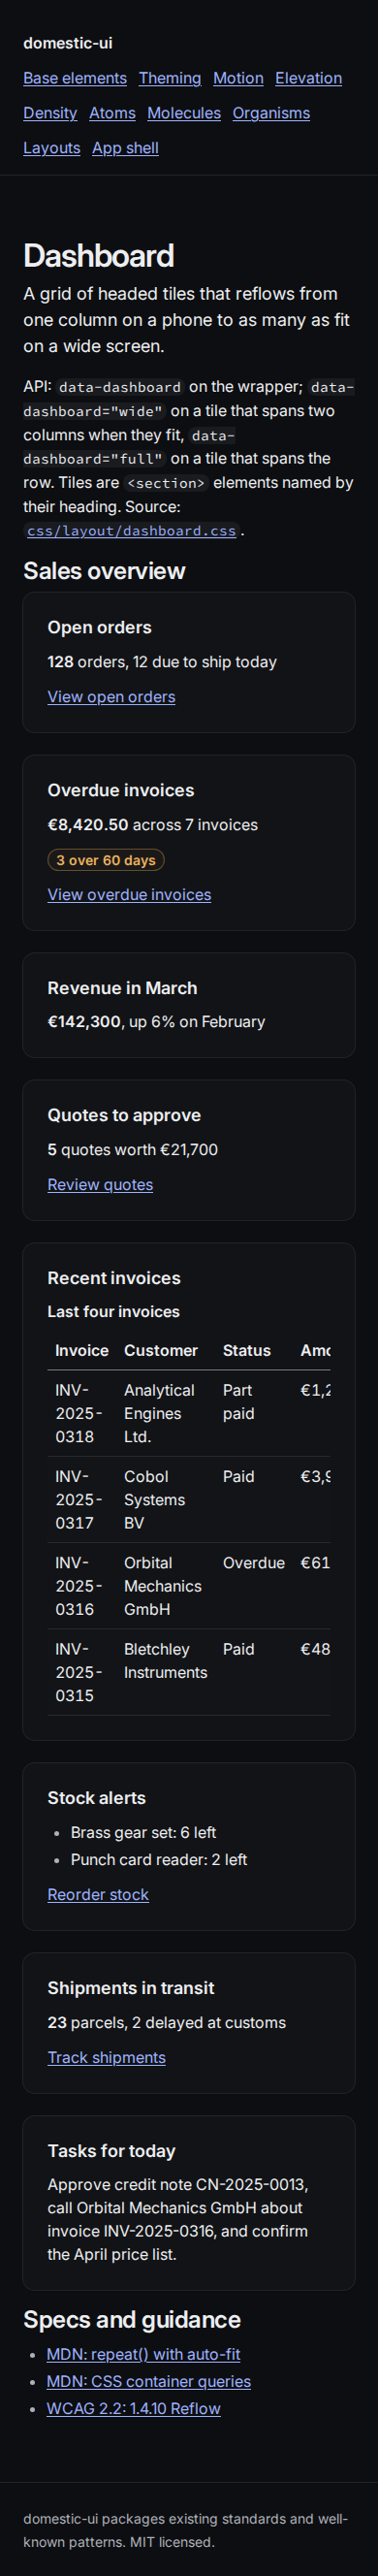 domestic-ui
Base elements Theming Motion Elevation
Density Atoms Molecules Organisms
Layouts App shell
Dashboard
A grid of headed tiles that reflows from
one column on a phone to as many as fit
on a wide screen.
API: data-dashboard on the wrapper; data-
dashboard="wide" on a tile that spans two
columns when they fit, data-
dashboard="full" on a tile that spans the
row. Tiles are <section> elements named by
their heading. Source:
css/layout/dashboard.css.
Sales overview
Open orders
128 orders, 12 due to ship today
View open orders
Overdue invoices
€8,420.50 across 7 invoices
3 over 60 days
View overdue invoices
Revenue in March
€142,300, up 6% on February
Quotes to approve
5 quotes worth €21,700
Review quotes
Recent invoices
Last four invoices
Invoice Customer Status Amo
INV- Analytical Part €1,2
2025- Engines paid
0318 Ltd.
INV- Cobol Paid €3,9
2025- Systems
0317 BV
INV- Orbital Overdue €61
2025- Mechanics
0316 GmbH
INV- Bletchley Paid €48
2025- Instruments
0315
Stock alerts
• Brass gear set: 6 left
• Punch card reader: 2 left
Reorder stock
Shipments in transit
23 parcels, 2 delayed at customs
Track shipments
Tasks for today
Approve credit note CN-2025-0013,
call Orbital Mechanics GmbH about
invoice INV-2025-0316, and confirm
the April price list.
Specs and guidance
• MDN: repeat() with auto-fit
• MDN: CSS container queries
• WCAG 2.2: 1.4.10 Reflow
domestic-ui packages existing standards and well-
known patterns. MIT licensed.